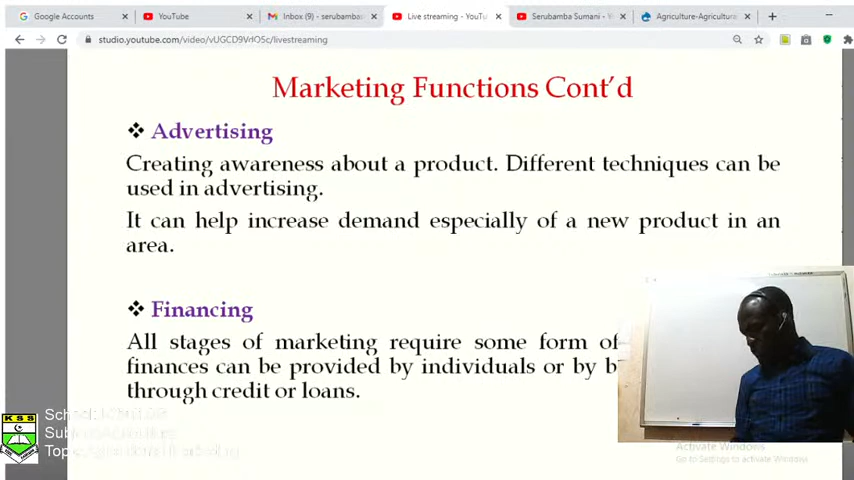 Google Accounts
YouTube
Inbox (9) - serubambas
Live streaming - YouTu
Serubamba Sumani - Y
Agriculture-Agricultural
studio.youtube.com/video/vUGCD9VrlOSc/livestreaming
Marketing Functions Cont'd
❖ Advertising
Creating awareness about a product. Different techniques can be
used in advertising.
It can help increase demand especially of a new product in an
area.
❖ Financing
All stages of marketing require some form of
finances can be provided by individuals or by b
through credit or loans.
KSS
Activate Windows
Go to Settings to activate Windows.